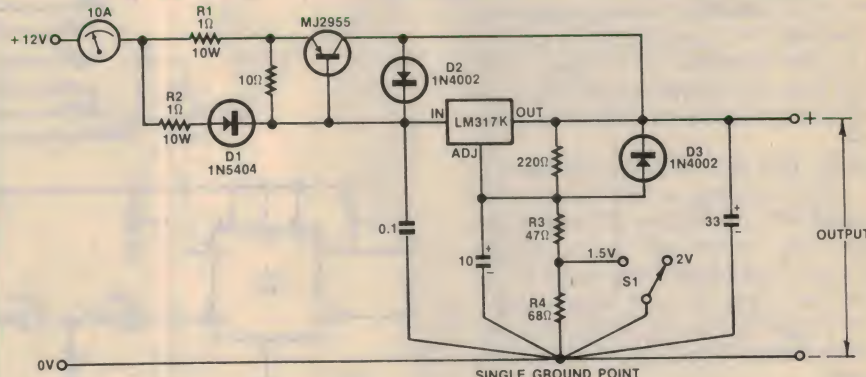 10A
+12V
R1
1Ω
10W
MJ2955
10Ω
D2
1N4002
R2
1Ω
10W
D1
1N5404
IN
LM317K
OUT
ADJ
220Ω
D3
1N4002
0.1
10
+
-
R3
47Ω
1.5V
2V
S1
R4
68Ω
33
+
-
+
OUTPUT
-
0V
SINGLE GROUND POINT